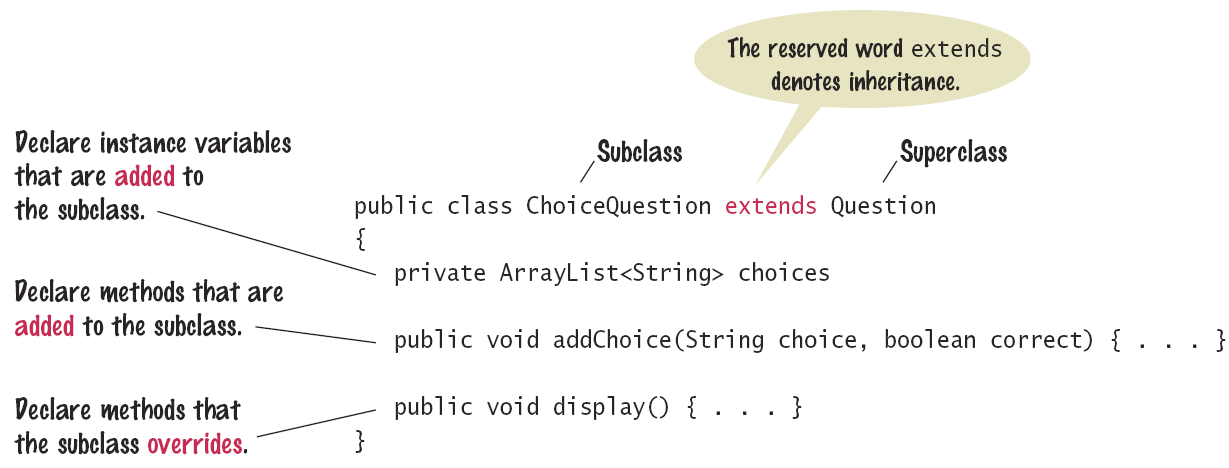 The reserved word extends
denotes inheritance.
Declare instance variables
that are added to
the subclass.
Subclass
Superclass
public class ChoiceQuestion extends Question
{
private ArrayList<String> choices
Declare methods that are
added to the subclass.
public void addChoice(String choice, boolean correct) { . . . }
Declare methods that
the subclass overrides.
public void display() { . . . }
}